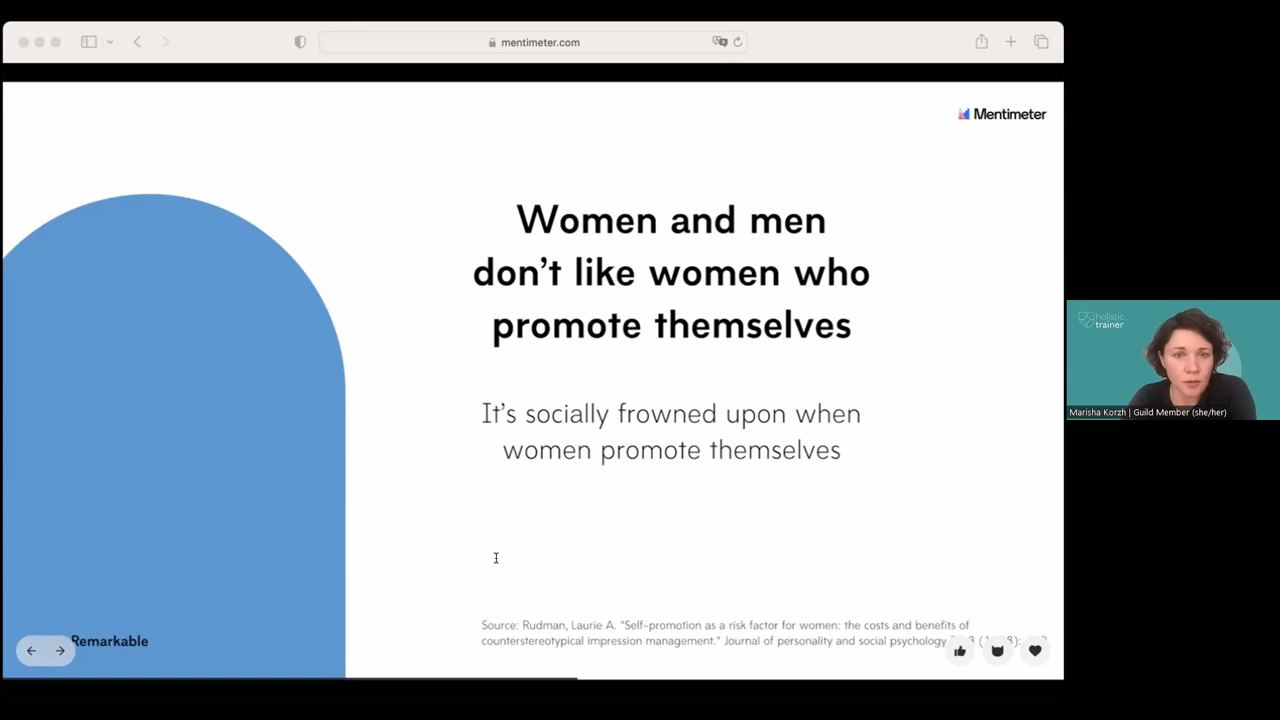 mentimeter.com
Mentimeter
Women and men
don't like women who
promote themselves
It's socially frowned upon when
women promote themselves
holistic
trainer
Marisha Korzh | Guild Member (she/her)
Source: Rudman, Laurie A. "Self-promotion as a risk factor for women: the costs and benefits of
counterstereotypical impression management." Journal of personality and social psychology
Remarkable